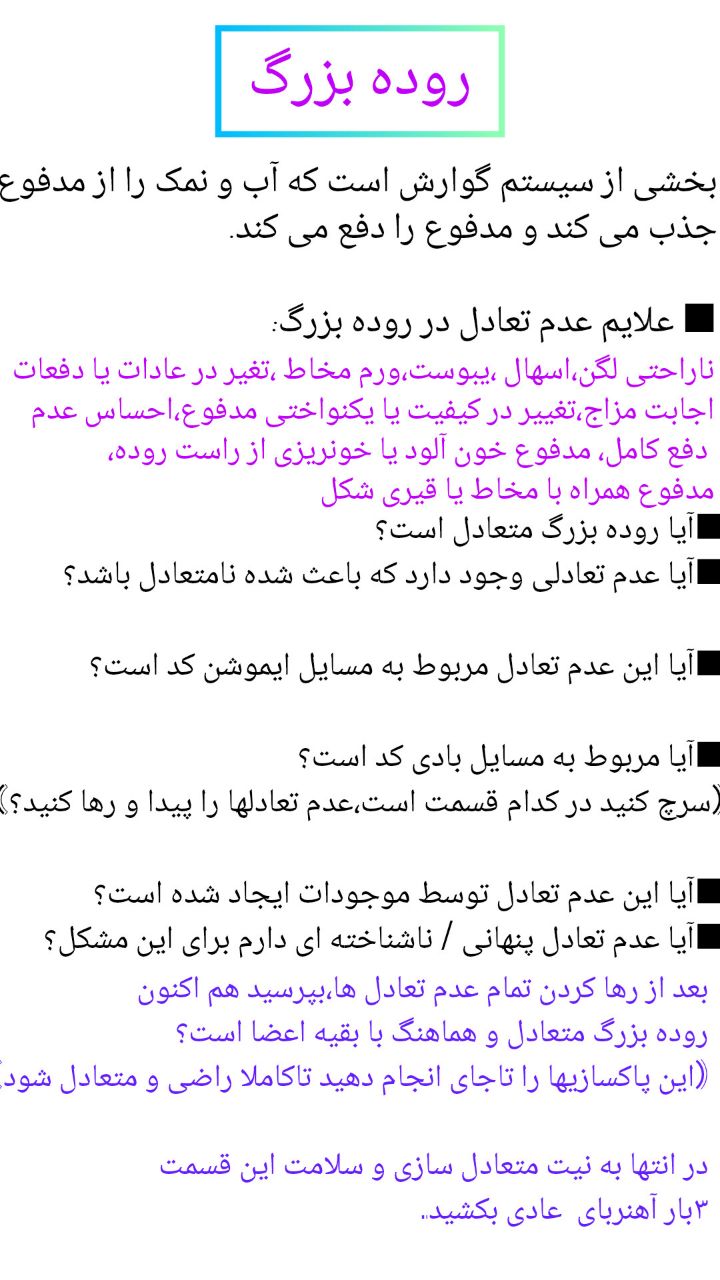 روده بزرگ
بخشی از سیستم گوارش است که آب و نمک را از مدفوع
جذب می کند و مدفوع را دفع می کند.
■ علایم عدم تعادل در روده بزرگ:
ناراحتی لگن،اسهال ،یبوست،ورم مخاط ،تغیر در عادات یا دفعات
اجابت مزاج،تغییر در کیفیت یا یکنواختی مدفوع،احساس عدم
دفع کامل، مدفوع خون آلود یا خونریزی از راست روده،
مدفوع همراه با مخاط یا قیری شکل
■آیا روده بزرگ متعادل است؟
■آیا عدم تعادلی وجود دارد که باعث شده نامتعادل باشد؟
■آیا این عدم تعادل مربوط به مسایل ایموشن کد است؟
■آیا مربوط به مسایل بادی کد است؟
(سرچ کنید در کدام قسمت است،عدم تعادلها را پیدا و رها کنید؟)
■آیا این عدم تعادل توسط موجودات ایجاد شده است؟
■آیا عدم تعادل پنهانی / ناشناخته ای دارم برای این مشکل؟
بعد از رها کردن تمام عدم تعادل ها،بپرسید هم اکنون
روده بزرگ متعادل و هماهنگ با بقیه اعضا است؟
(این پاکسازیها را تاجای انجام دهید تاکاملا راضی و متعادل شود)
در انتها به نیت متعادل سازی و سلامت این قسمت
۳بار آهنربای  عادی بکشید..